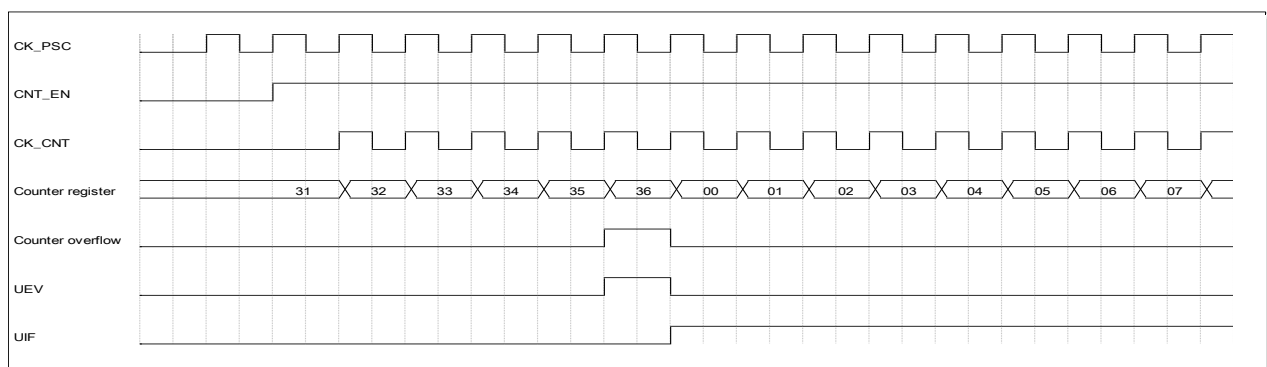 CK_PSC
CNT_EN
CK_CNT
Counter register 31 32 33 34 35 36 00 01 02 03 04 05 06 07
Counter overflow
UEV
UIF